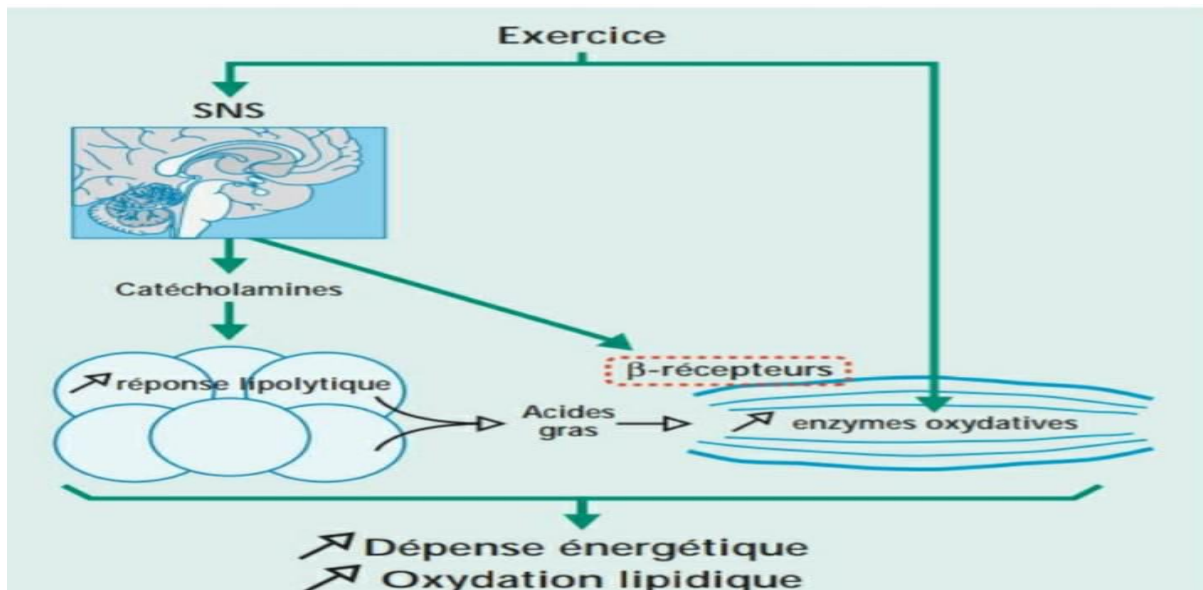 Exercice
SNS
Catécholamines
β-récepteurs
réponse lipolytique
Acides
gras
enzymes oxydatives
Dépense énergétique
Oxydation lipidique